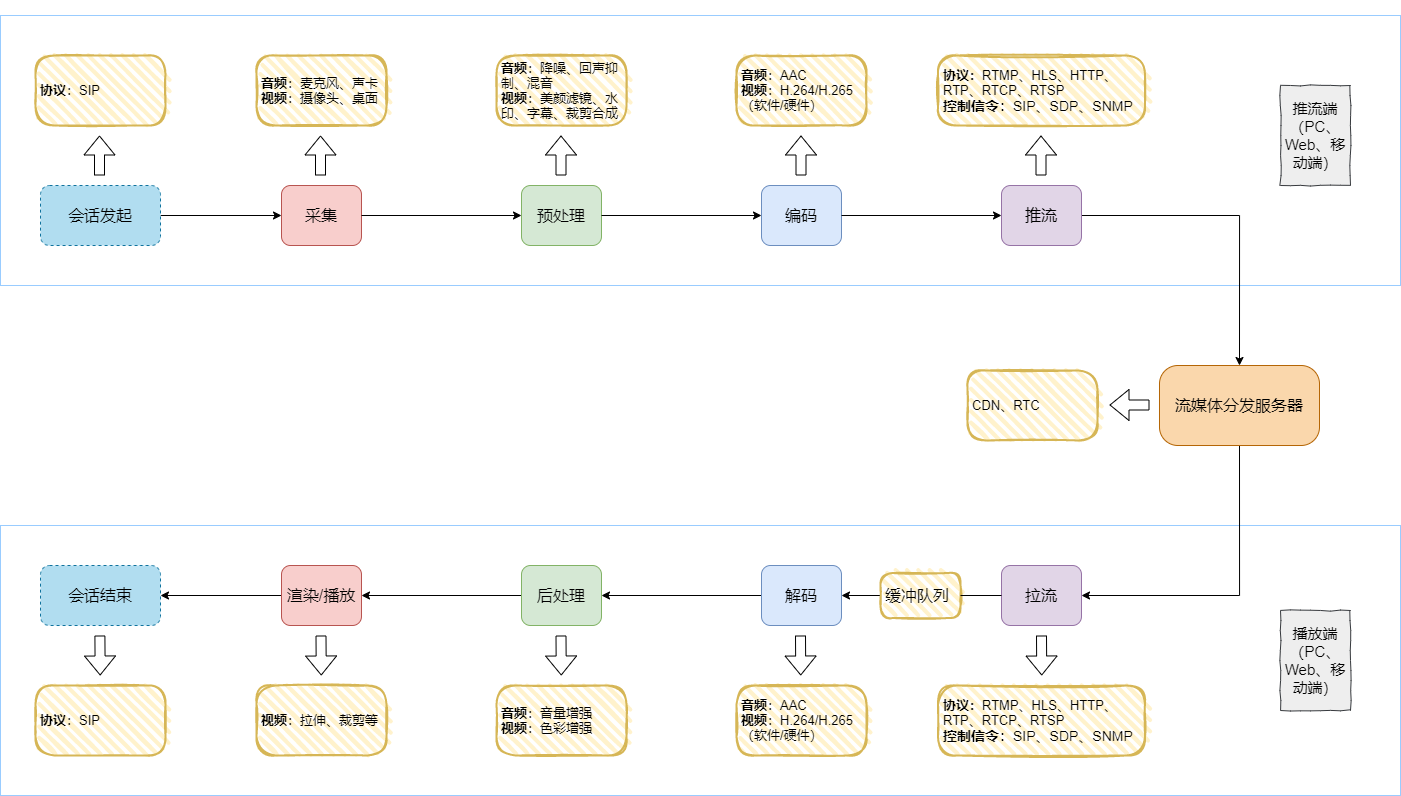 协议：SIP
音频：麦克风、声卡
视频：摄像头、桌面
音频：降噪、回声抑
制、混音
视频：美颜滤镜、水
印、字幕、裁剪合成
音频：AAC
视频：H.264/H.265
（软件/硬件）
协议：RTMP、HLS、HTTP、
RTP、RTCP、RTSP
控制信令：SIP、SDP、SNMP
推流端
（PC、
Web、移
动端）
会话发起
采集
预处理
编码
推流
CDN、RTC
流媒体分发服务器
会话结束
渲染/播放
后处理
解码
缓冲队列
拉流
播放端
（PC、
Web、移
动端）
协议：SIP
视频：拉伸、裁剪等
音频：音量增强
视频：色彩增强
音频：AAC
视频：H.264/H.265
（软件/硬件）
协议：RTMP、HLS、HTTP、
RTP、RTCP、RTSP
控制信令：SIP、SDP、SNMP